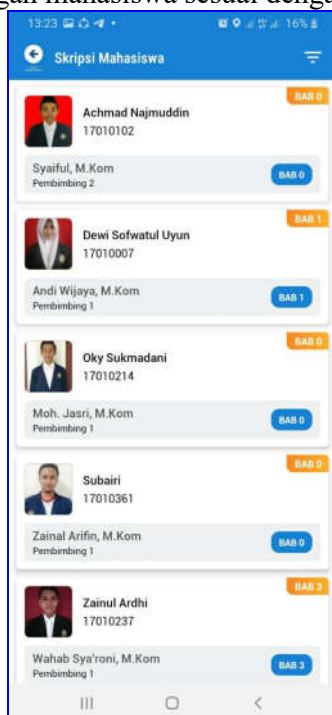 gan mahasiswa sesuai denga
13:23
16%
Skripsi Mahasiswa
BAB 0
Achmad Najmuddin
17010102
Syaiful, M.Kom
Pembimbing 2
BAB 0
BAB 1
Dewi Sofwatul Uyun
17010007
Andi Wijaya, M.Kom
Pembimbing 1
BAB 1
BAB 0
Oky Sukmadani
17010214
Moh. Jasri, M.Kom
Pembimbing 1
BAB 0
BAB 0
Subairi
17010361
Zainal Arifin, M.Kom
Pembimbing 1
BAB 0
BAB 3
Zainul Ardhi
17010237
Wahab Sya'roni, M.Kom
Pembimbing 1
BAB 3